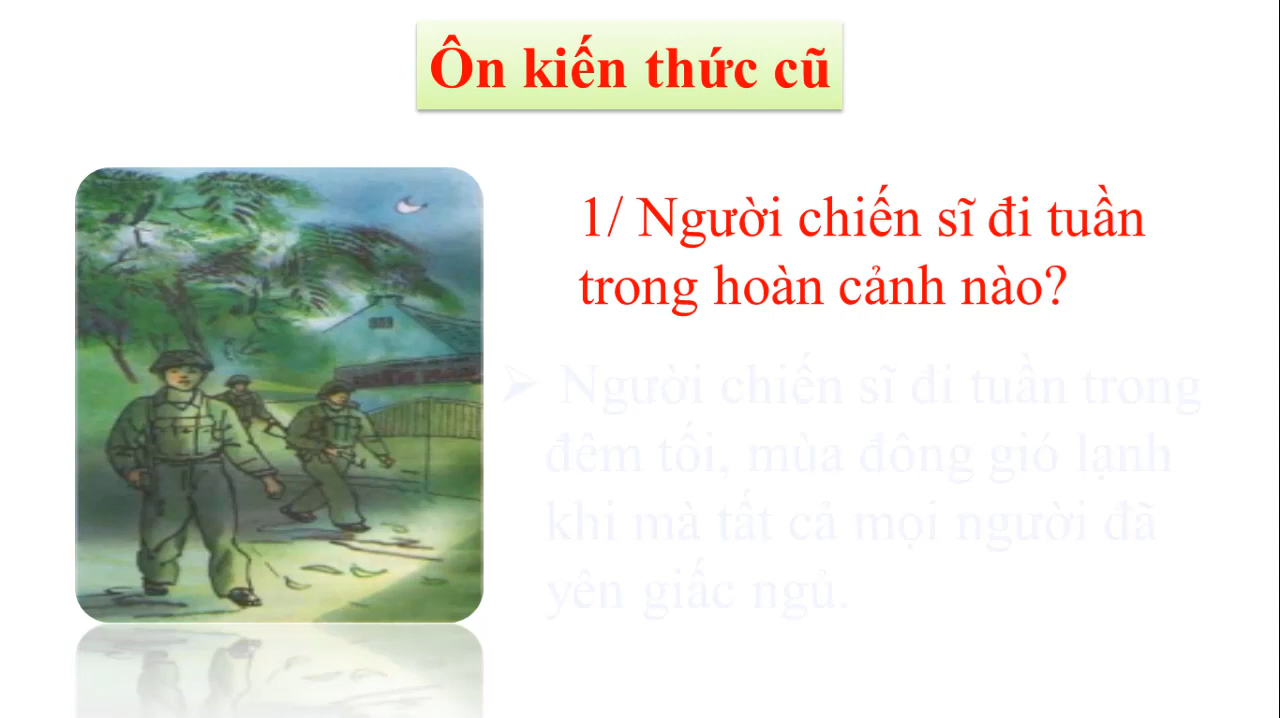 Ôn kiến thức cũ
1/ Người chiến sĩ đi tuần
trong hoàn cảnh nào?
➢ Người chiến sĩ đi tuần trong
đêm tối, mùa đông gió lạnh
khi mà tất cả mọi người đã
yên giấc ngủ.